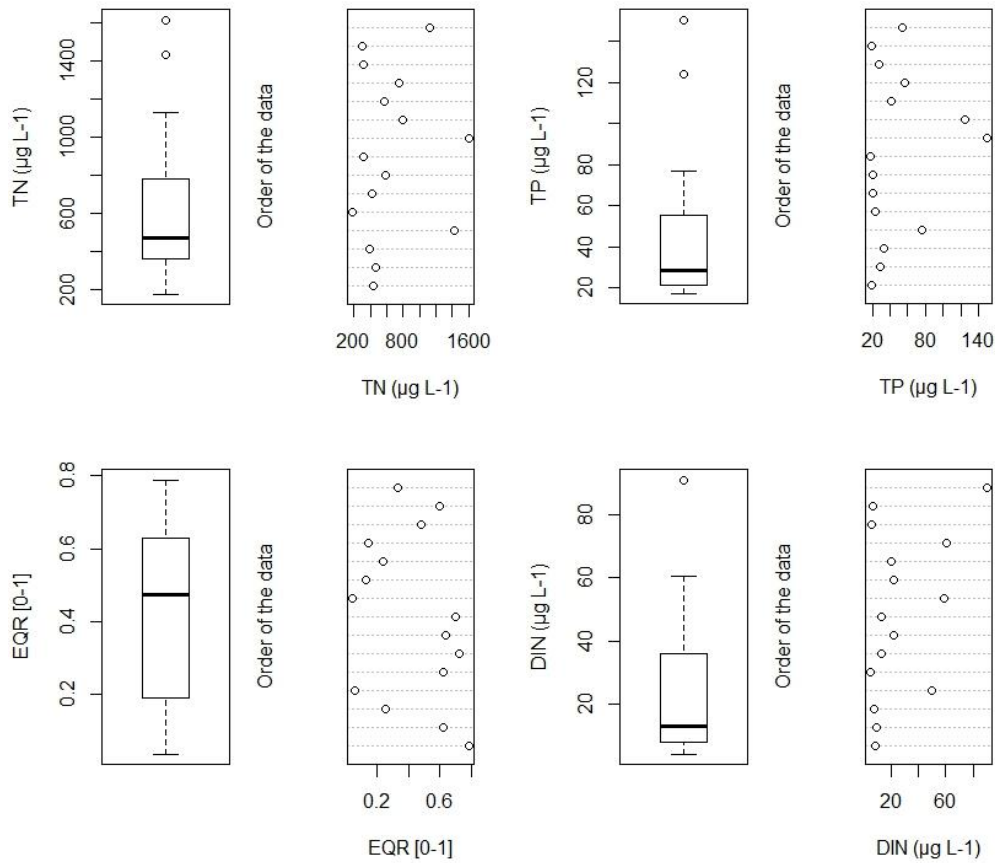 TN (µg L-1)
200
600
1000
1400
Order of the data
200
800
1600
TN (µg L-1)
TP (µg L-1)
20
40
60
80
120
Order of the data
20
80
140
TP (µg L-1)
EQR [0-1]
0.2
0.4
0.6
0.8
Order of the data
0.2
0.6
EQR [0-1]
DIN (µg L-1)
20
40
60
80
Order of the data
20
60
DIN (µg L-1)